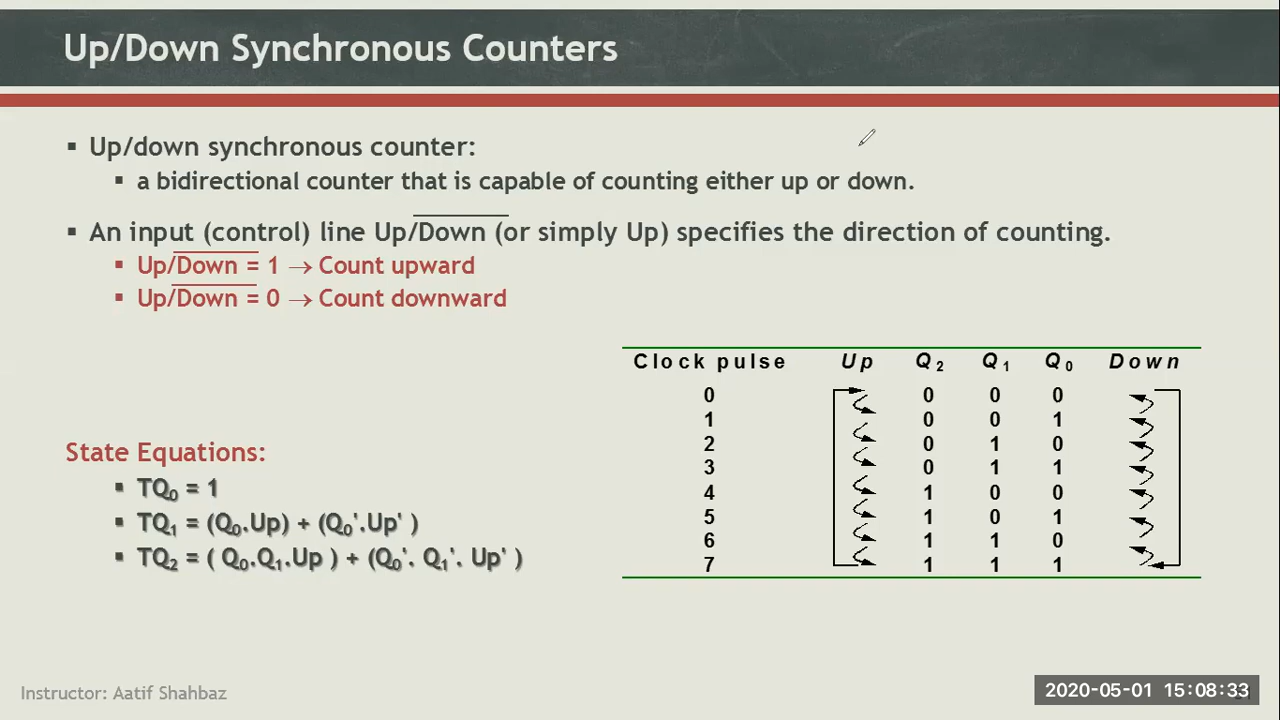 Up/Down Synchronous Counters
▪ Up/down synchronous counter:
▪ a bidirectional counter that is capable of counting either up or down.
▪ An input (control) line Up/Down (or simply Up) specifies the direction of counting.
▪ Up/Down = 1 → Count upward
▪ Up/Down = 0 → Count downward
Clock pulse Up Q2 Q1 Q0 Down
0 0 0 0
1 0 0 1
2 0 1 0
3 0 1 1
4 1 0 0
5 1 0 1
6 1 1 0
7 1 1 1
State Equations:
▪ TQ0 = 1
▪ TQ1 = (Q0.Up) + (Q0'.Up' )
▪ TQ2 = ( Q0.Q1.Up ) + (Q0'. Q1'. Up' )
Instructor: Aatif Shahbaz
2020-05-01 15:08:33